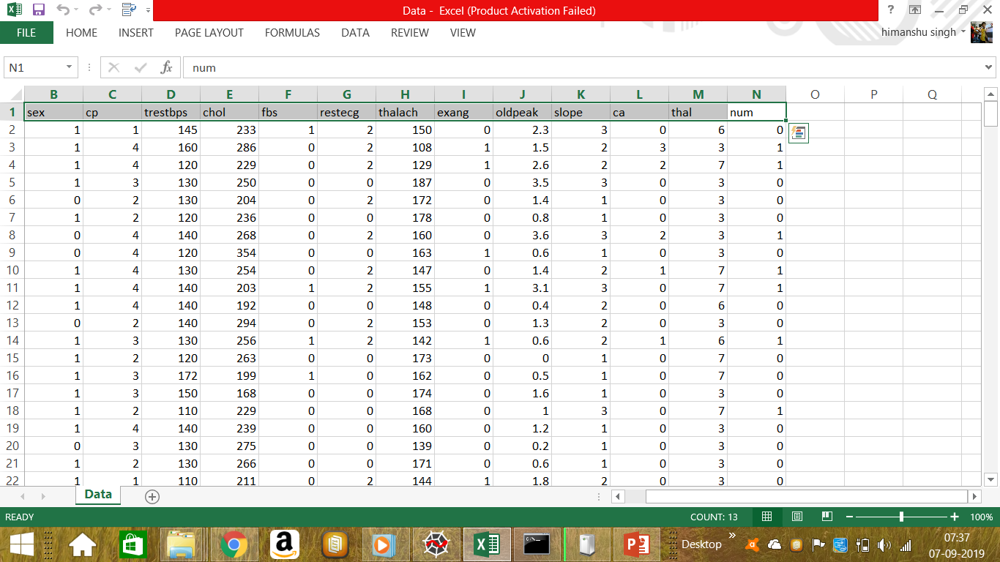 Data - Excel (Product Activation Failed)
?
FILE HOME INSERT PAGE LAYOUT FORMULAS DATA REVIEW VIEW himanshu singh
N1 fx num
B C D E F G H I J K L M N O P Q
1 sex cp trestbps chol fbs restecg thalach exang oldpeak slope ca thal num
2 1 1 145 233 1 2 150 0 2.3 3 0 6 0
3 1 4 160 286 0 2 108 1 1.5 2 3 3 1
4 1 4 120 229 0 2 129 1 2.6 2 2 7 1
5 1 3 130 250 0 0 187 0 3.5 3 0 3 0
6 0 2 130 204 0 2 172 0 1.4 1 0 3 0
7 1 2 120 236 0 0 178 0 0.8 1 0 3 0
8 0 4 140 268 0 2 160 0 3.6 3 2 3 1
9 0 4 120 354 0 0 163 1 0.6 1 0 3 0
10 1 4 130 254 0 2 147 0 1.4 2 1 7 1
11 1 4 140 203 1 2 155 1 3.1 3 0 7 1
12 1 4 140 192 0 0 148 0 0.4 2 0 6 0
13 0 2 140 294 0 2 153 0 1.3 2 0 3 0
14 1 3 130 256 1 2 142 1 0.6 2 1 6 1
15 1 2 120 263 0 0 173 0 0 1 0 7 0
16 1 3 172 199 1 0 162 0 0.5 1 0 7 0
17 1 3 150 168 0 0 174 0 1.6 1 0 3 0
18 1 2 110 229 0 0 168 0 1 3 0 7 1
19 1 4 140 239 0 0 160 0 1.2 1 0 3 0
20 0 3 130 275 0 0 139 0 0.2 1 0 3 0
21 1 2 130 266 0 0 171 0 0.6 1 0 3 0
22 1 1 110 211 0 2 144 1 1.8 2 0 3 0
Data
READY COUNT: 13 100%
Desktop »
07:37
07-09-2019